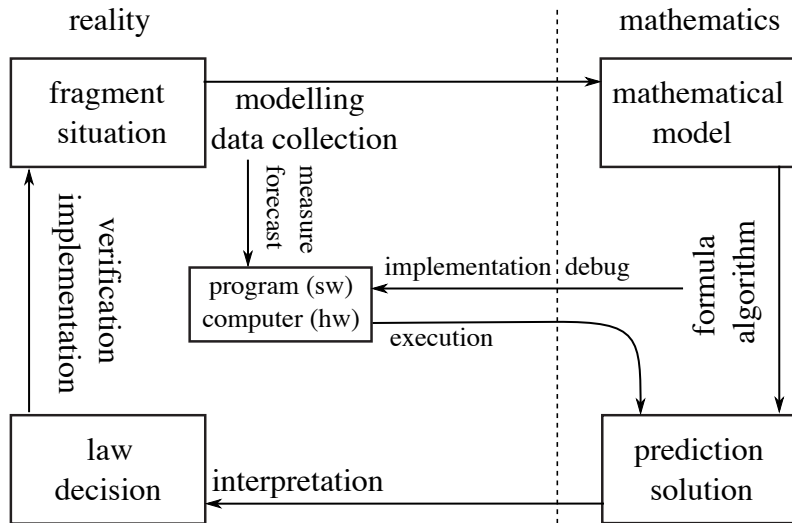 reality
mathematics
fragment
situation
modelling
data collection
mathematical
model
measure
forecast
verification
implementation
program (sw)
computer (hw)
implementation debug
execution
formula
algorithm
law
decision
interpretation
prediction
solution